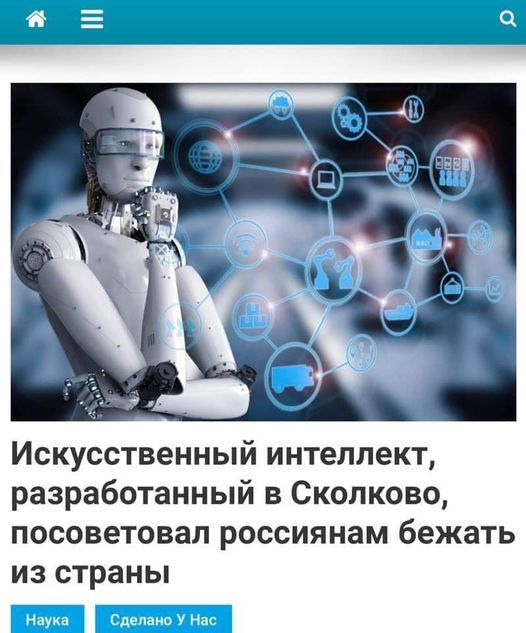 Искусственный интеллект,
разработанный в Сколково,
посоветовал россиянам бежать
из страны
Наука
Сделано У Нас